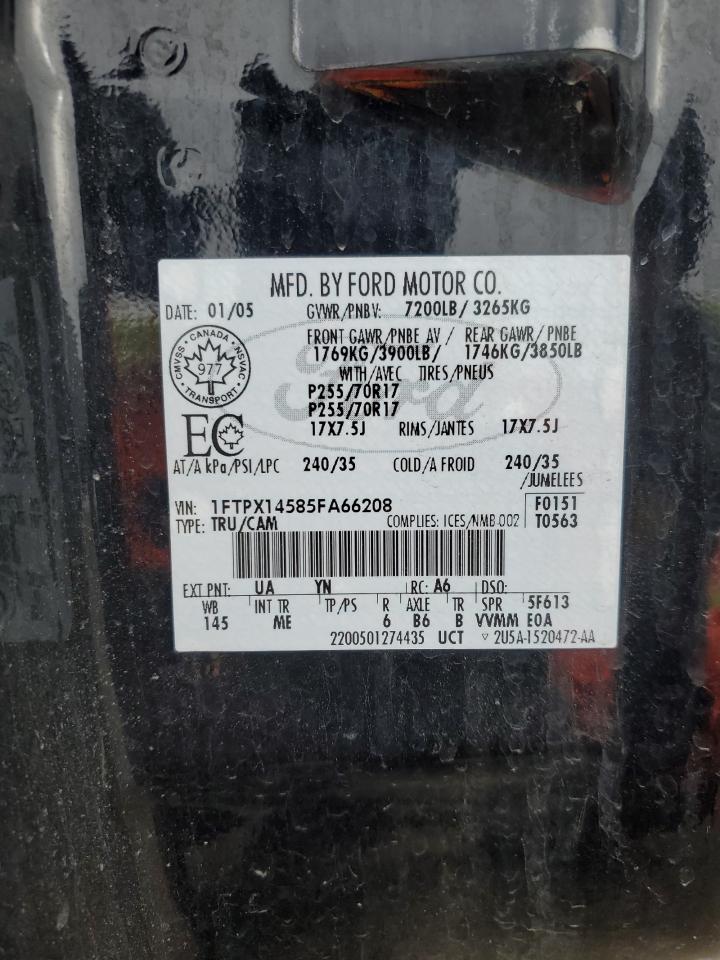 MFD. BY FORD MOTOR CO.
DATE: 01/05 GVWR/PNBV: 7200LB/ 3265KG
FRONT GAWR/PNBE AV / REAR GAWR/PNBE
1769KG/3900LB/ 1746KG/3850LB
WITH/AVEC TIRES/PNEUS
P255/70R17
P255/70R17
17X7.5J RIMS/JANTES 17X7.5J
CANADA
CMVSS NSVAC
977
TRANSPORT
EC
Ford
AT/A kPa/PSI/LPC 240/35 COLD/A FROID 240/35
/JUMELEES
VIN: 1FTPX14585FA66208 F0151
TYPE: TRU/CAM COMPLIES: ICES/NMB-002 T0563
EXT PNT: UA YN RC: A6 DSO:
WB INT TR TP/PS R AXLE TR SPR 5F613
145 ME 6 B6 B VVMM EOA
2200501274435 UCT ▽ 2U5A-1520472-AA